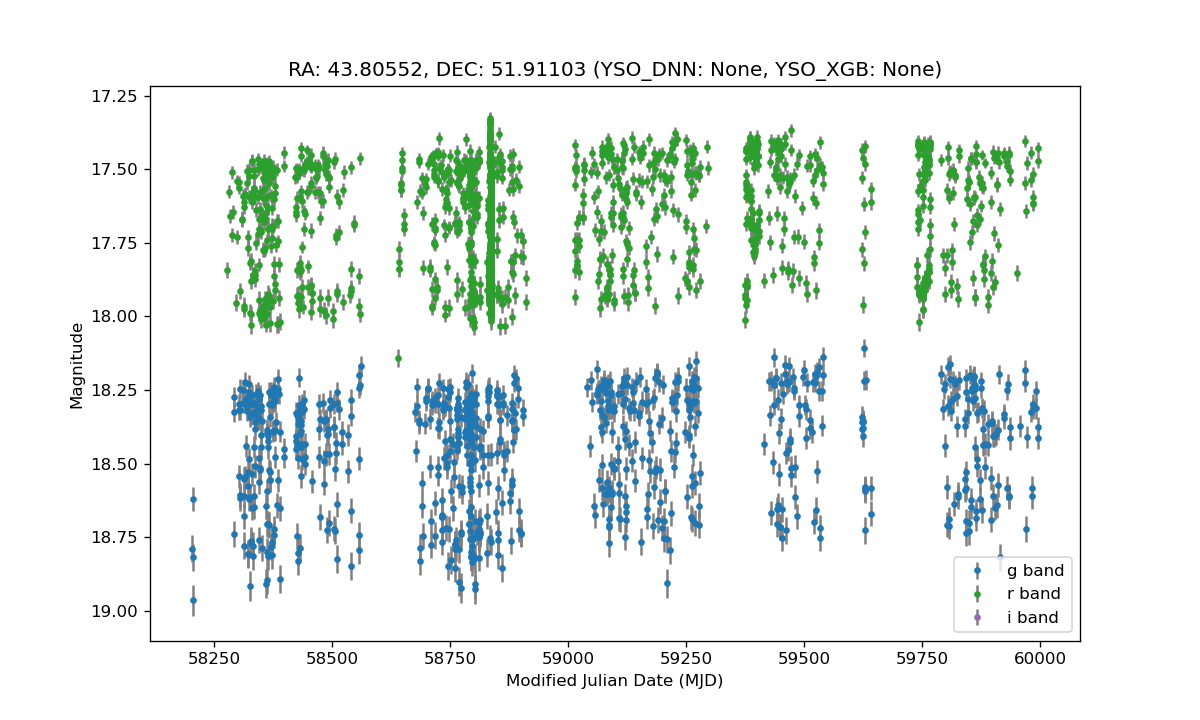 RA: 43.80552, DEC: 51.91103 (YSO_DNN: None, YSO_XGB: None)
17.25
17.50
17.75
18.00
18.25
18.50
18.75
19.00
Magnitude
g band
r band
i band
58250 58500 58750 59000 59250 59500 59750 60000
Modified Julian Date (MJD)